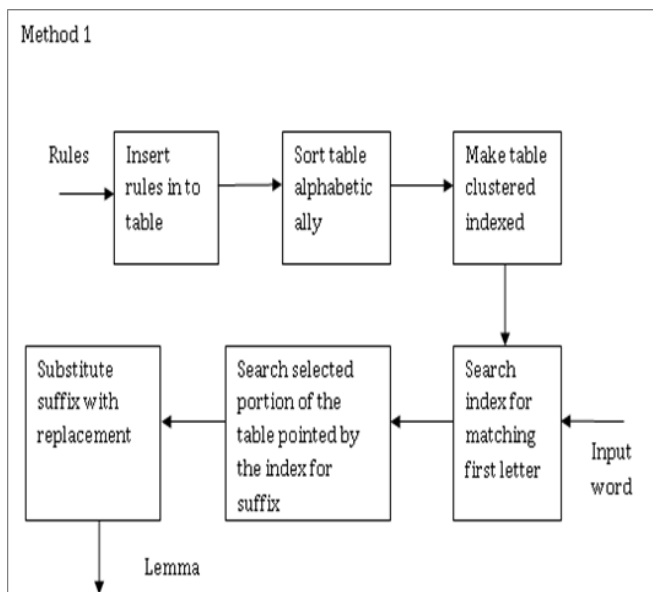 Method 1
Rules
Insert
rules in to
table
Sort table
alphabetic
ally
Make table
clustered
indexed
Substitute
suffix with
replacement
Search selected
portion of the
table pointed by
the index for
suffix
Search
index for
matching
first letter
Input
word
Lemma